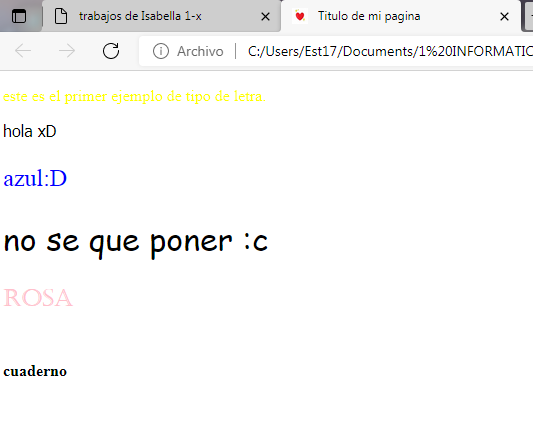 trabajos de Isabella 1-x
Titulo de mi pagina
Archivo
C:/Users/Est17/Documents/1%20INFORMATIC
este es el primer ejemplo de tipo de letra.
hola xD
azul:D
no se que poner :c
ROSA
cuaderno